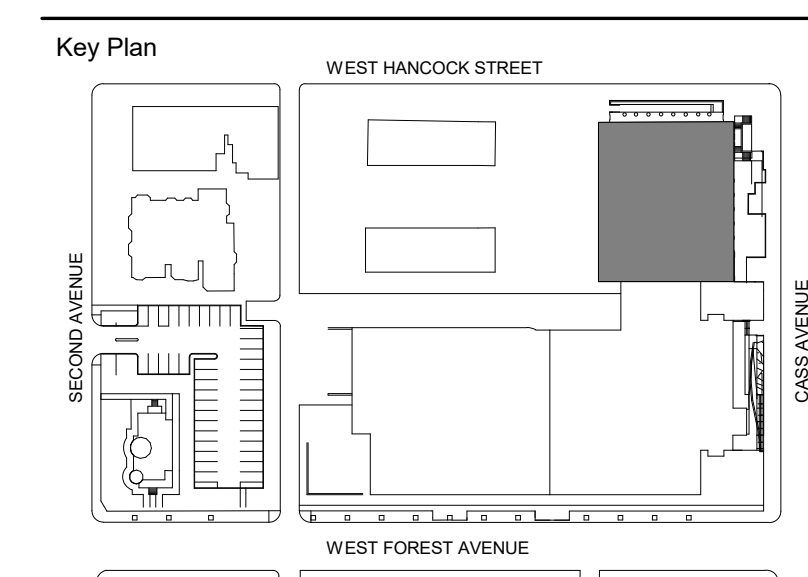 Key Plan
WEST HANCOCK STREET
SECOND AVENUE
CASS AVENUE
WEST FOREST AVENUE